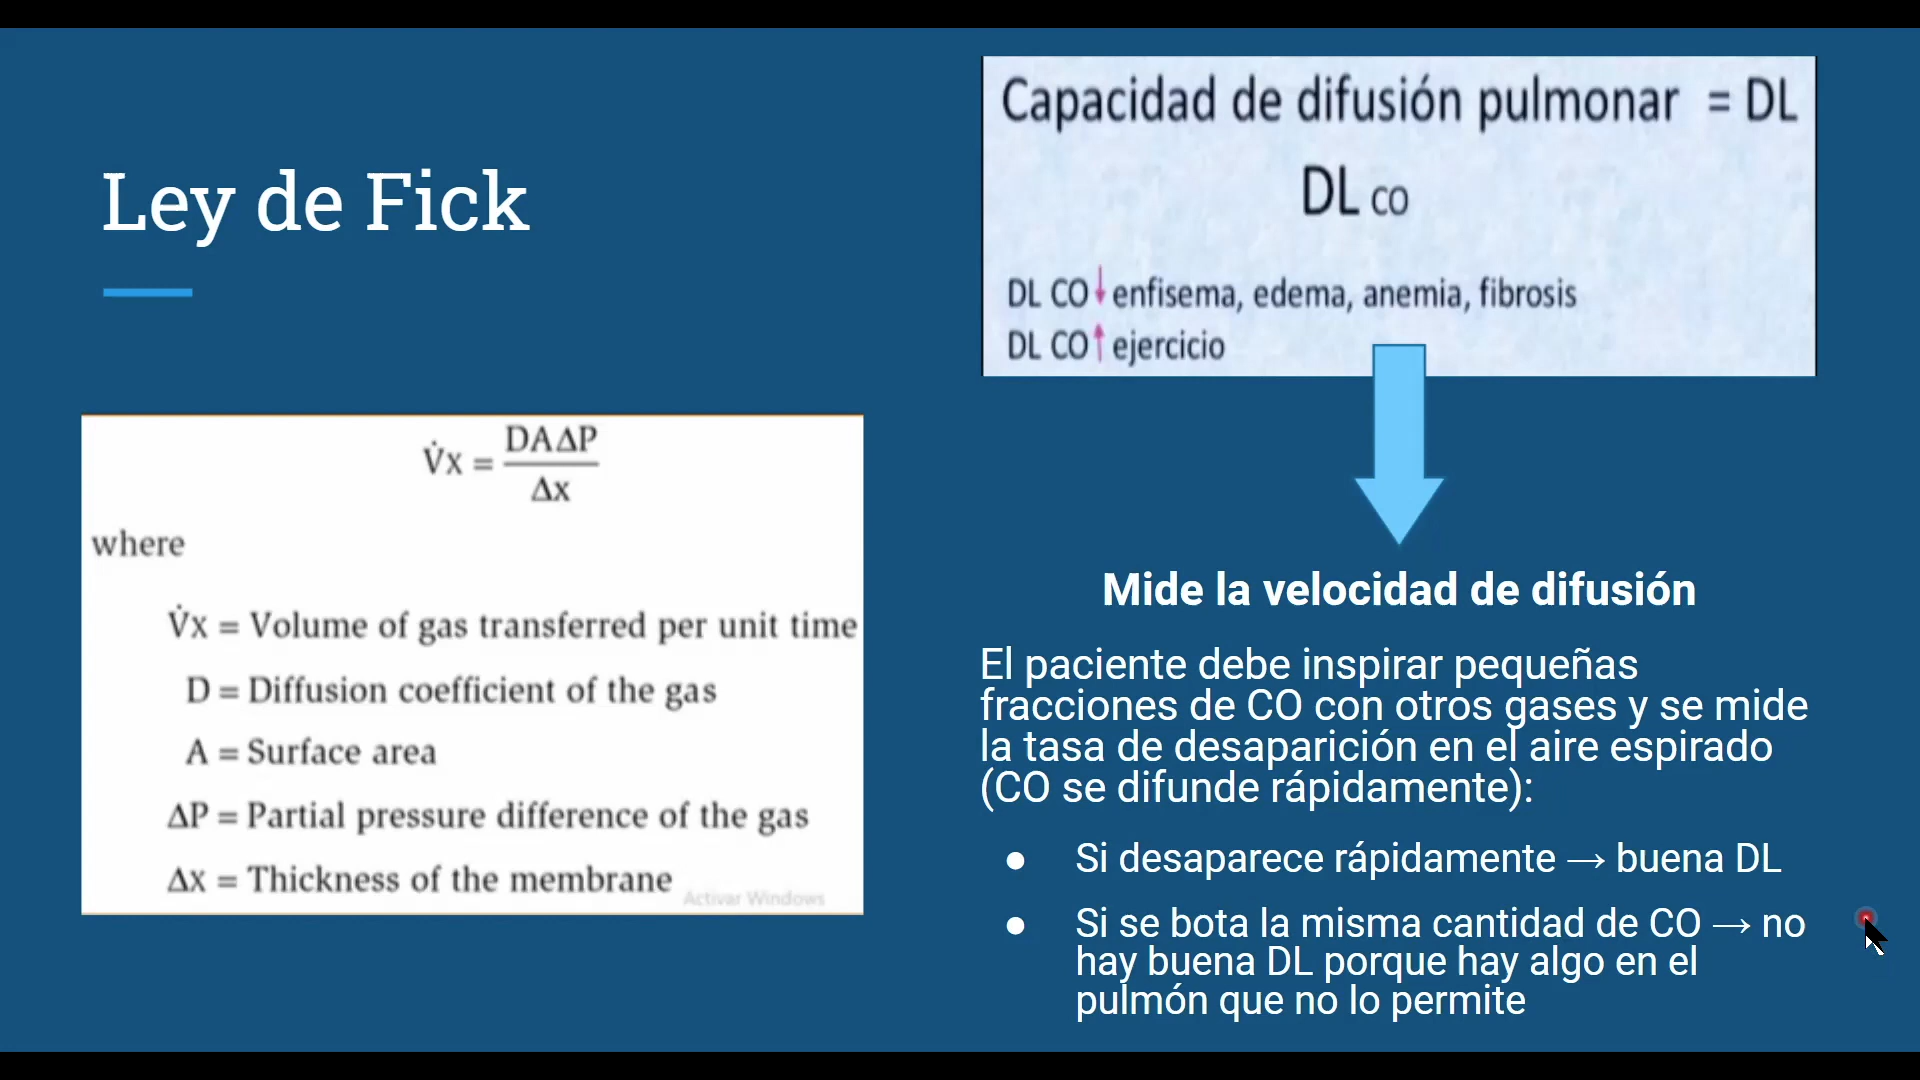 Ley de Fick
V̇x = DAΔP
Δx
where
V̇x = Volume of gas transferred per unit time
D = Diffusion coefficient of the gas
A = Surface area
ΔP = Partial pressure difference of the gas
Δx = Thickness of the membrane
Activar Windows
Capacidad de difusión pulmonar = DL
DL CO
DL CO↓ enfisema, edema, anemia, fibrosis
DL CO↑ ejercicio
Mide la velocidad de difusión
El paciente debe inspirar pequeñas
fracciones de CO con otros gases y se mide
la tasa de desaparición en el aire espirado
(CO se difunde rápidamente):
● Si desaparece rápidamente → buena DL
● Si se bota la misma cantidad de CO → no
hay buena DL porque hay algo en el
pulmón que no lo permite